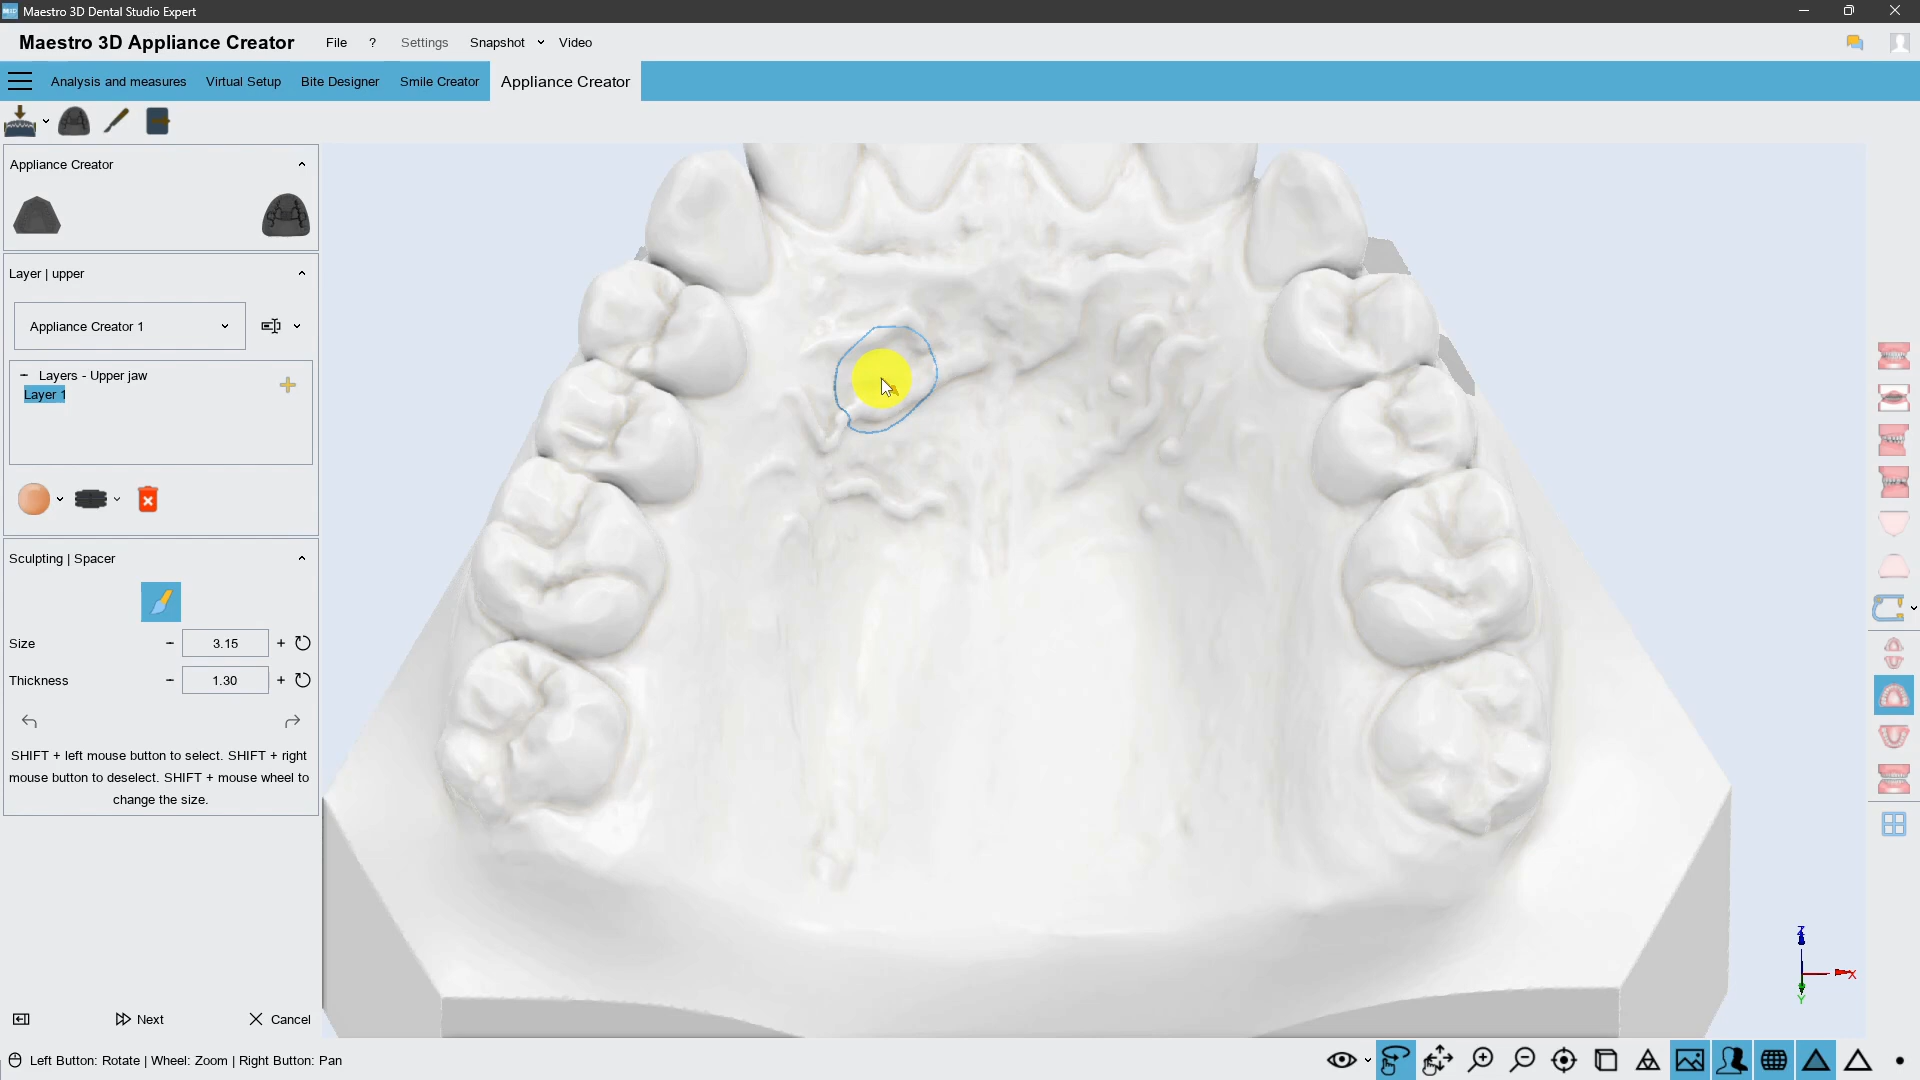 Maestro 3D Dental Studio Expert
Maestro 3D Appliance Creator
File
?
Settings
Snapshot
Video
Analysis and measures
Virtual Setup
Bite Designer
Smile Creator
Appliance Creator
Appliance Creator
Layer | upper
Appliance Creator 1
Layers - Upper jaw
Layer 1
Sculpting | Spacer
Size
3.15
Thickness
1.30
SHIFT + left mouse button to select. SHIFT + right
mouse button to deselect. SHIFT + mouse wheel to
change the size.
Next
Cancel
Left Button: Rotate | Wheel: Zoom | Right Button: Pan
Z
X
Y